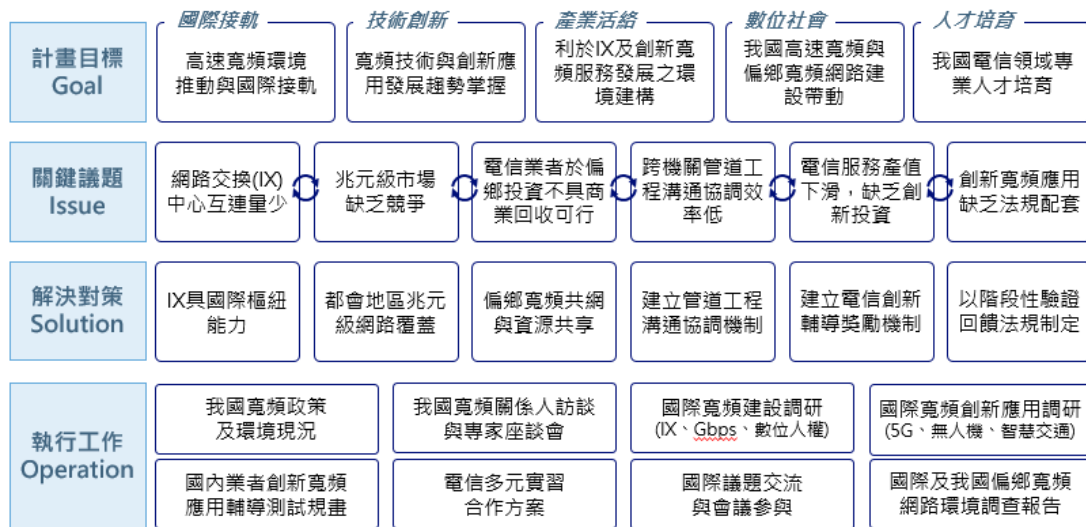 國際接軌
技術創新
產業活絡
數位社會
人才培育
計畫目標
Goal
高速寬頻環境
推動與國際接軌
寬頻技術與創新應
用發展趨勢掌握
利於IX及創新寬
頻服務發展之環
境建構
我國高速寬頻與
偏鄉寬頻網路建
設帶動
我國電信領域專
業人才培育
關鍵議題
Issue
網路交換(IX)
中心互連量少
兆元級市場
缺乏競爭
電信業者於偏
鄉投資不具商
業回收可行
跨機關管道工
程溝通協調效
率低
電信服務產值
下滑，缺乏創
新投資
創新寬頻應用
缺乏法規配套
解決對策
Solution
IX具國際樞紐
能力
都會地區兆元
級網路覆蓋
偏鄉寬頻共網
與資源共享
建立管道工程
溝通協調機制
建立電信創新
輔導獎勵機制
以階段性驗證
回饋法規制定
執行工作
Operation
我國寬頻政策
及環境現況
我國寬頻關係人訪談
與專家座談會
國際寬頻建設調研
(IX、Gbps、數位人權)
國際寬頻創新應用調研
(5G、無人機、智慧交通)
國內業者創新寬頻
應用輔導測試規畫
電信多元實習
合作方案
國際議題交流
與會議參與
國際及我國偏鄉寬頻
網路環境調查報告